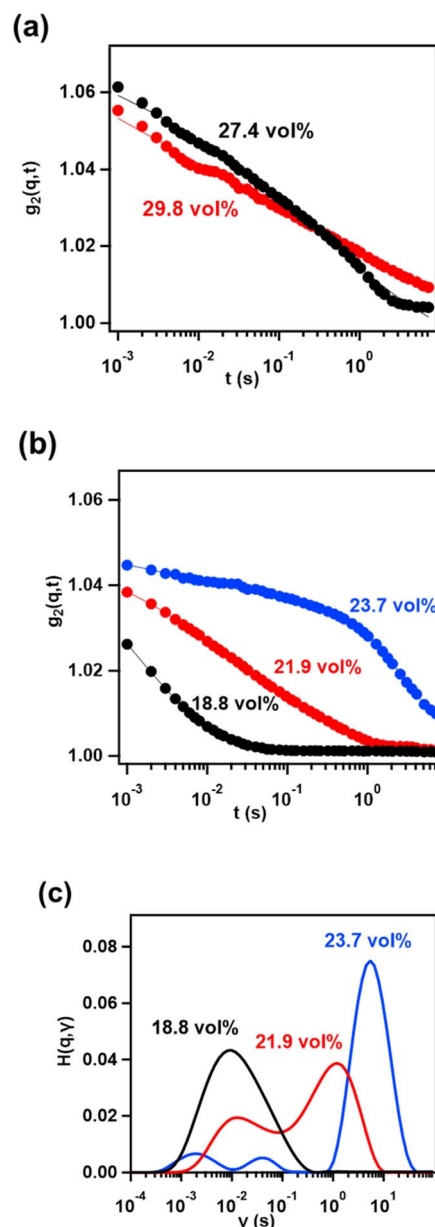 (a)
1.06
1.04
1.02
1.00
g₂(q,t)
27.4 vol%
29.8 vol%
10⁻³ 10⁻² 10⁻¹ 10⁰
t (s)
(b)
1.06
1.04
1.02
1.00
g₂(q,t)
23.7 vol%
21.9 vol%
18.8 vol%
10⁻³ 10⁻² 10⁻¹ 10⁰
t (s)
(c)
0.08
0.06
0.04
0.02
0.00
H(q,γ)
23.7 vol%
18.8 vol%
21.9 vol%
10⁻⁴ 10⁻³ 10⁻² 10⁻¹ 10⁰ 10¹
γ (s)